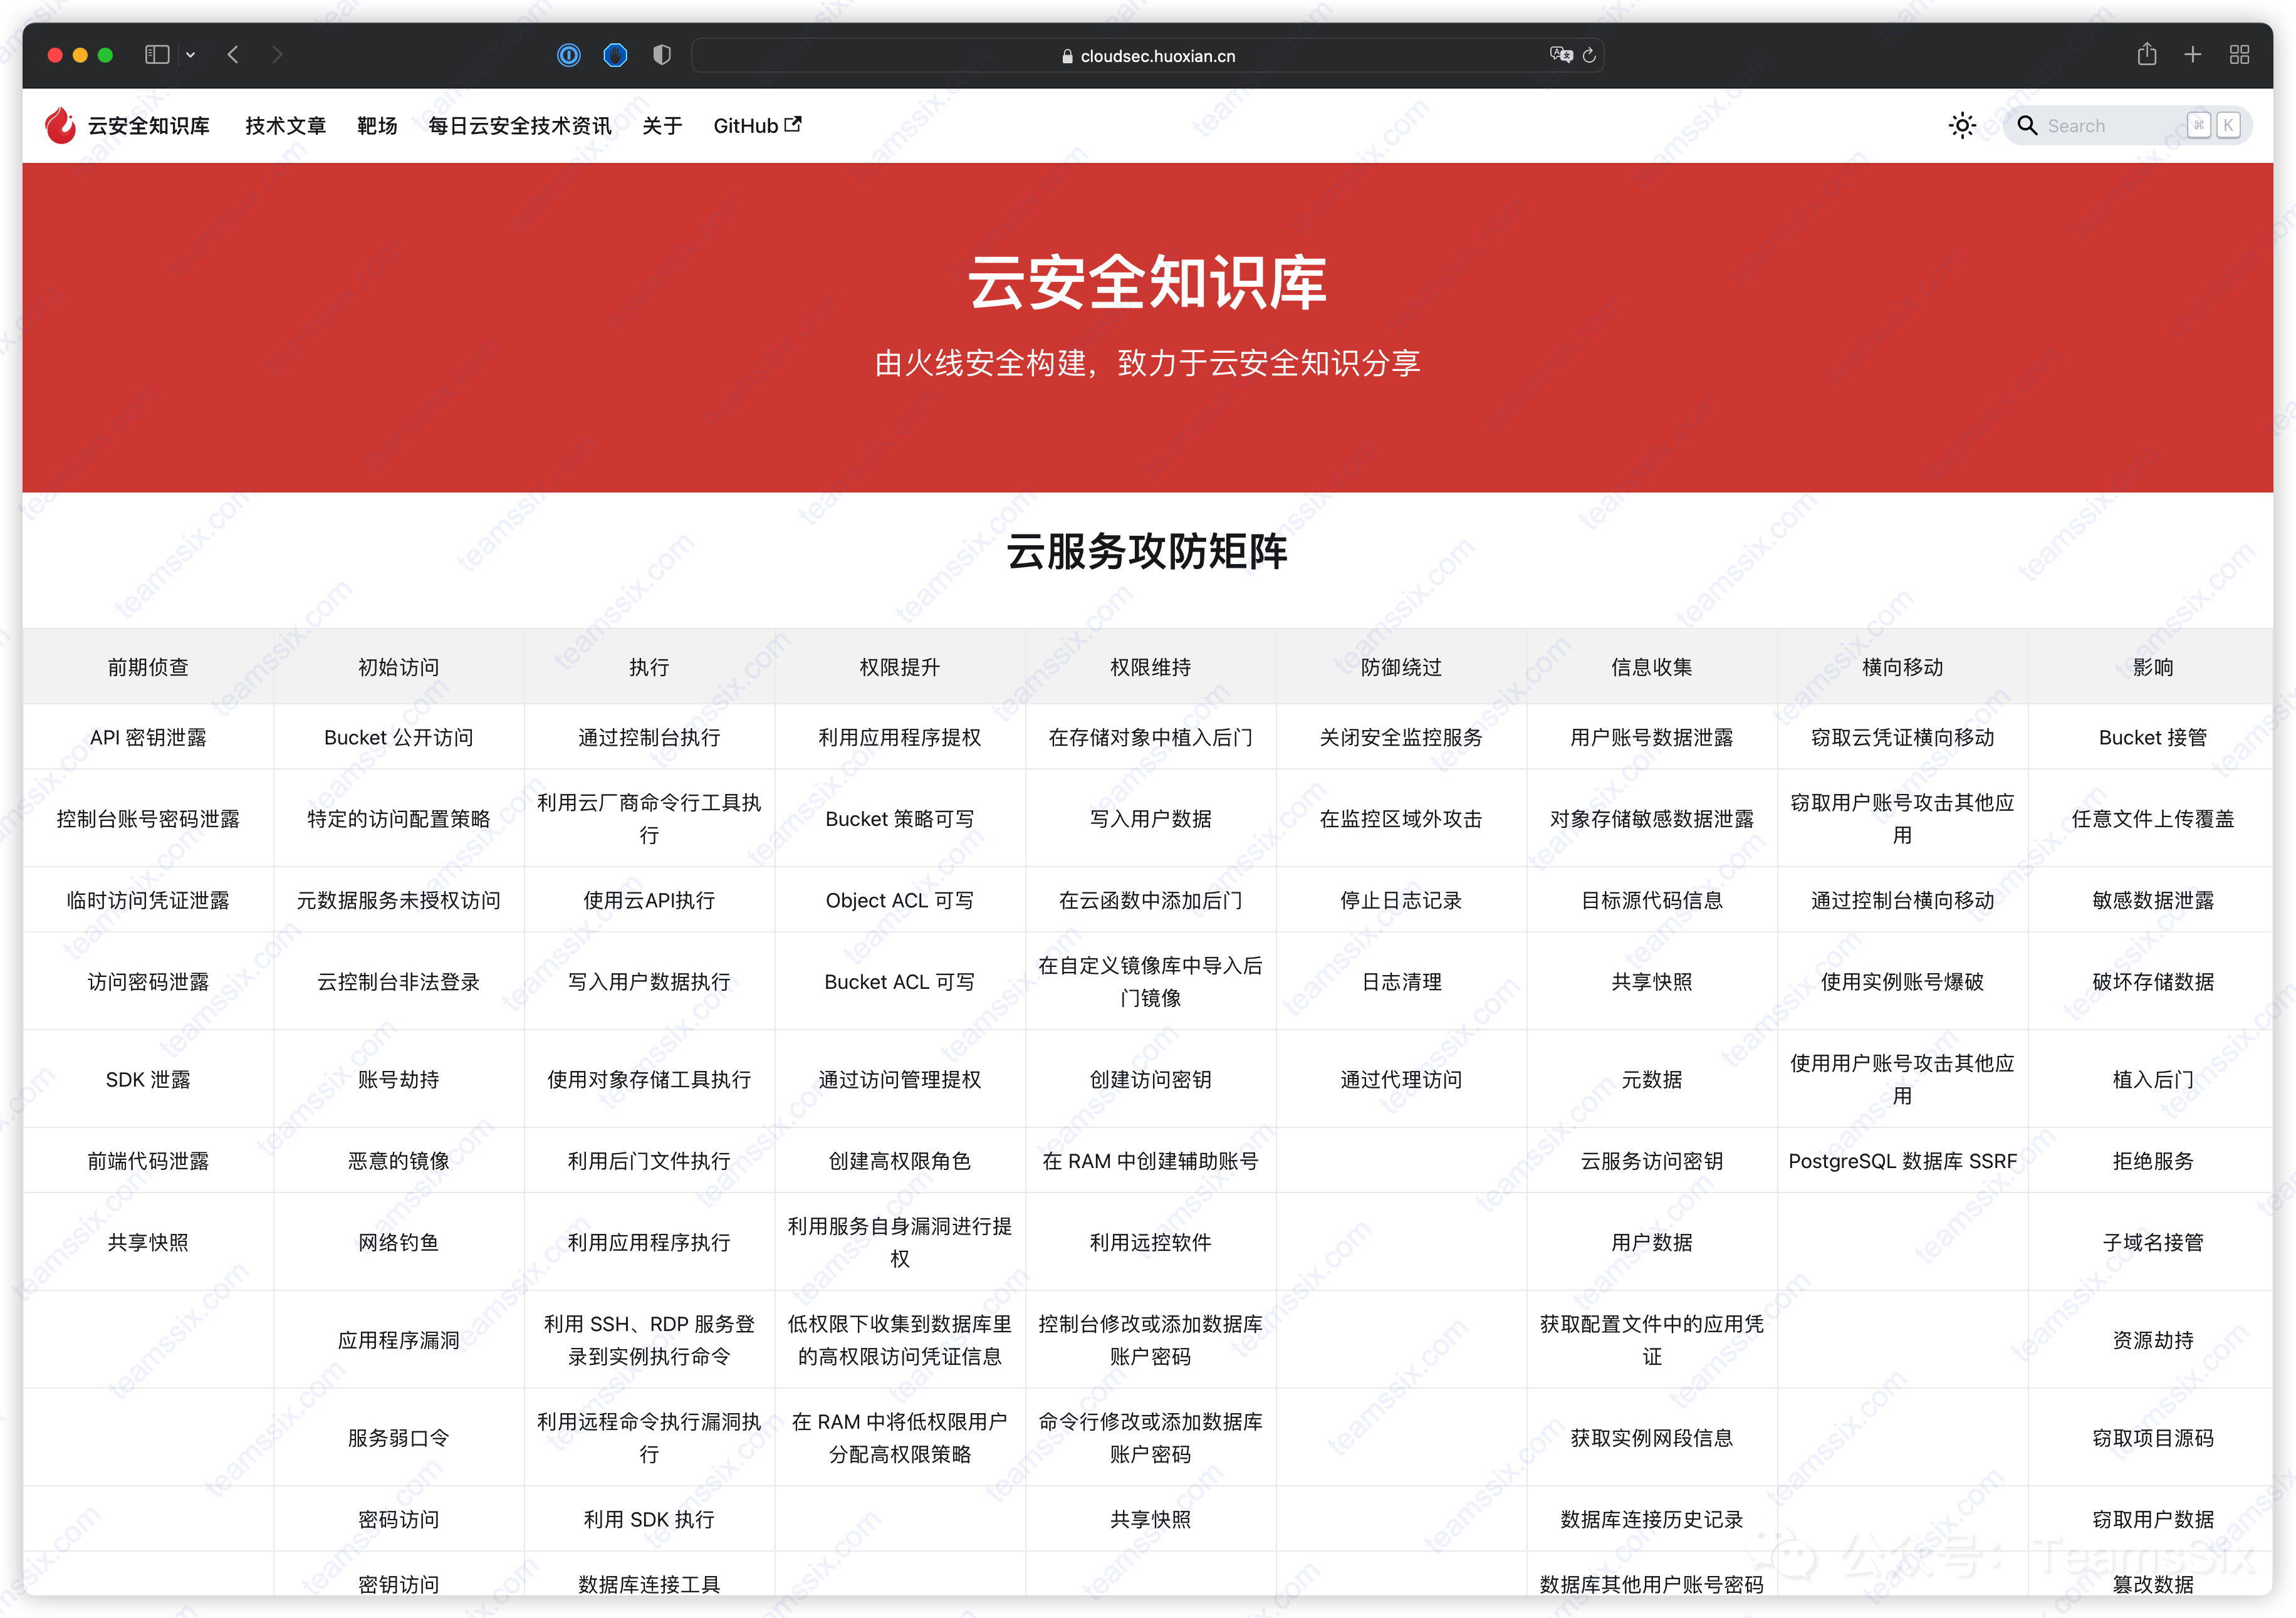 cloudsec.huoxian.cn
云安全知识库 技术文章 靶场 每日云安全技术资讯 关于 GitHub Search ⌘ K
云安全知识库
由火线安全构建，致力于云安全知识分享
云服务攻防矩阵
前期侦查 初始访问 执行 权限提升 权限维持 防御绕过 信息收集 横向移动 影响
API 密钥泄露 Bucket 公开访问 通过控制台执行 利用应用程序提权 在存储对象中植入后门 关闭安全监控服务 用户账号数据泄露 窃取云凭证横向移动 Bucket 接管
控制台账号密码泄露 特定的访问配置策略 利用云厂商命令行工具执行 Bucket 策略可写 写入用户数据 在监控区域外攻击 对象存储敏感数据泄露 窃取用户账号攻击其他应用 任意文件上传覆盖
临时访问凭证泄露 元数据服务未授权访问 使用云API执行 Object ACL 可写 在云函数中添加后门 停止日志记录 目标源代码信息 通过控制台横向移动 敏感数据泄露
访问密码泄露 云控制台非法登录 写入用户数据执行 Bucket ACL 可写 在自定义镜像库中导入后门镜像 日志清理 共享快照 使用实例账号爆破 破坏存储数据
SDK 泄露 账号劫持 使用对象存储工具执行 通过访问管理提权 创建访问密钥 通过代理访问 元数据 使用用户账号攻击其他应用 植入后门
前端代码泄露 恶意的镜像 利用后门文件执行 创建高权限角色 在 RAM 中创建辅助账号 云服务访问密钥 PostgreSQL 数据库 SSRF 拒绝服务
共享快照 网络钓鱼 利用应用程序执行 利用服务自身漏洞进行提权 利用远控软件 用户数据 子域名接管
应用程序漏洞 利用 SSH、RDP 服务登录到实例执行命令 低权限下收集到数据库里的高权限访问凭证信息 控制台修改或添加数据库账户密码 获取配置文件中的应用凭证 资源劫持
服务弱口令 利用远程命令执行漏洞执行 在 RAM 中将低权限用户分配高权限策略 命令行修改或添加数据库账户密码 获取实例网段信息 窃取项目源码
密码访问 利用 SDK 执行 共享快照 数据库连接历史记录 窃取用户数据
密钥访问 数据库连接工具 数据库其他用户账号密码 篡改数据
公众号：TeamsSix
teamssix.com